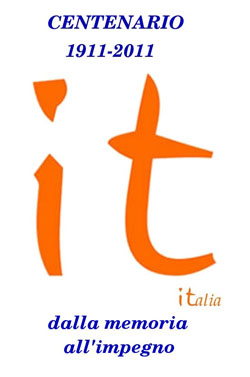 CENTENARIO
1911-2011
it
italia
dalla memoria
all'impegno